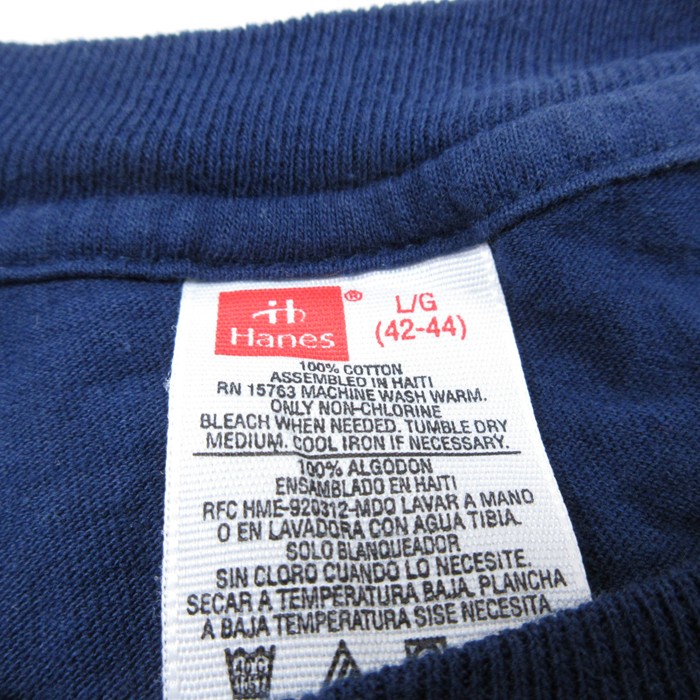 Hanes®
L/G
(42-44)
100% COTTON
ASSEMBLED IN HAITI
RN 15763 MACHINE WASH WARM.
ONLY NON-CHLORINE
BLEACH WHEN NEEDED. TUMBLE DRY
MEDIUM. COOL IRON IF NECESSARY.
100% ALGODON
ENSAMBLADO EN HAITI
RFC HME-920312-MDO LAVAR A MANO
O EN LAVADORA CON AGUA TIBIA.
SOLO BLANQUEADOR
SIN CLORO CUANDO LO NECESITE.
SECAR A TEMPERATURA BAJA. PLANCHA
A BAJA TEMPERATURA SISE NECESITA
40°C